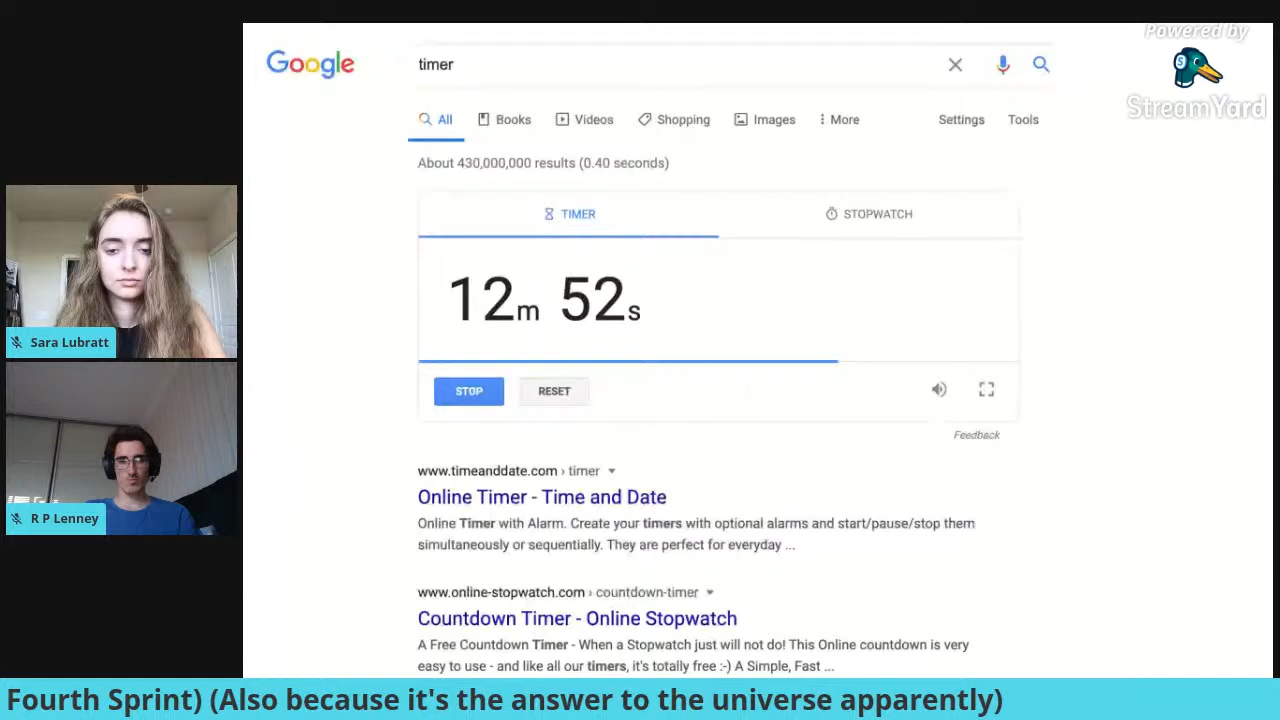 Powered by
StreamYard
Google
timer
All Books Videos Shopping Images More Settings Tools
About 430,000,000 results (0.40 seconds)
TIMER STOPWATCH
12m 52s
STOP RESET
Feedback
www.timeanddate.com › timer
Online Timer - Time and Date
Online Timer with Alarm. Create your timers with optional alarms and start/pause/stop them
simultaneously or sequentially. They are perfect for everyday ...
www.online-stopwatch.com › countdown-timer
Countdown Timer - Online Stopwatch
A Free Countdown Timer - When a Stopwatch just will not do! This Online countdown is very
easy to use - and like all our timers, it's totally free :-) A Simple, Fast ...
Sara Lubratt
R P Lenney
Fourth Sprint) (Also because it's the answer to the universe apparently)